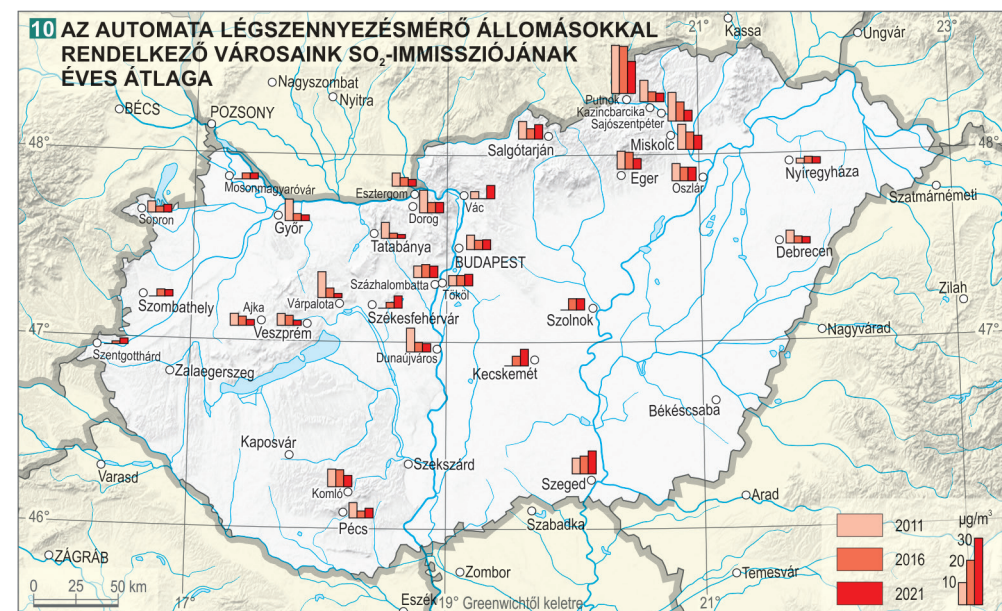 10 AZ AUTOMATA LÉGSZENNYEZÉSMÉRŐ ÁLLOMÁSOKKAL
RENDELKEZŐ VÁROSAINK SO₂-IMMISSZIÓJÁNAK
ÉVES ÁTLAGA
21°
23°
Kassa
Ungvár
Nagyszombat
Nyitra
BÉCS
POZSONY
Putnok
Kazincbarcika
Sajószentpéter
48°
48°
Salgótarján
Miskolc
Eger
Oszlár
Nyíregyháza
Mosonmagyaróvár
Esztergom
Dorog
Vác
Szatmárnémeti
Sopron
Győr
Tatabánya
BUDAPEST
Debrecen
Százhalombatta
Tököl
Szombathely
Ajka
Várpalota
Székesfehérvár
Szolnok
Zilah
Veszprém
47°
47°
Nagyvárad
Szentgotthárd
Dunaújváros
Zalaegerszeg
Kecskemét
Békéscsaba
Kaposvár
Szekszárd
Varasd
Komló
Szeged
Arad
46°
Pécs
Szabadka
2011
2016
2021
µg/m³
30
20
10
ZÁGRÁB
Zombor
Temesvár
0 25 50 km
17°
Eszék
19° Greenwichtől keletre
21°